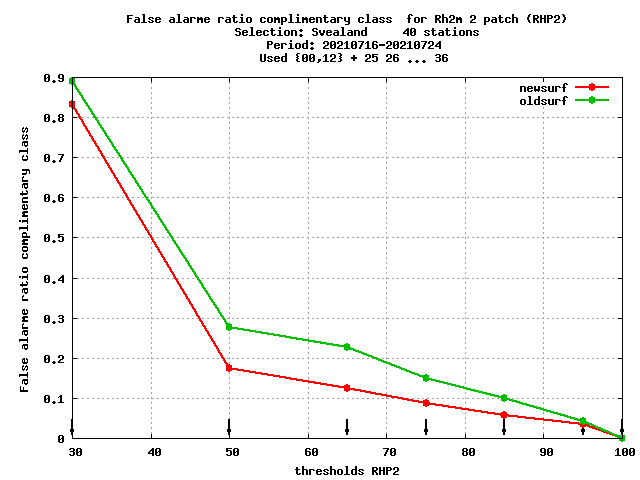 False alarme ratio complimentary class  for Rh2m 2 patch (RHP2)
Selection: Svealand     40 stations
Period: 20210716-20210724
Used {00,12} + 25 26 ... 36
newsurf
oldsurf
False alarme ratio complimentary class
0.9
0.8
0.7
0.6
0.5
0.4
0.3
0.2
0.1
0
30 40 50 60 70 80 90 100
thresholds RHP2